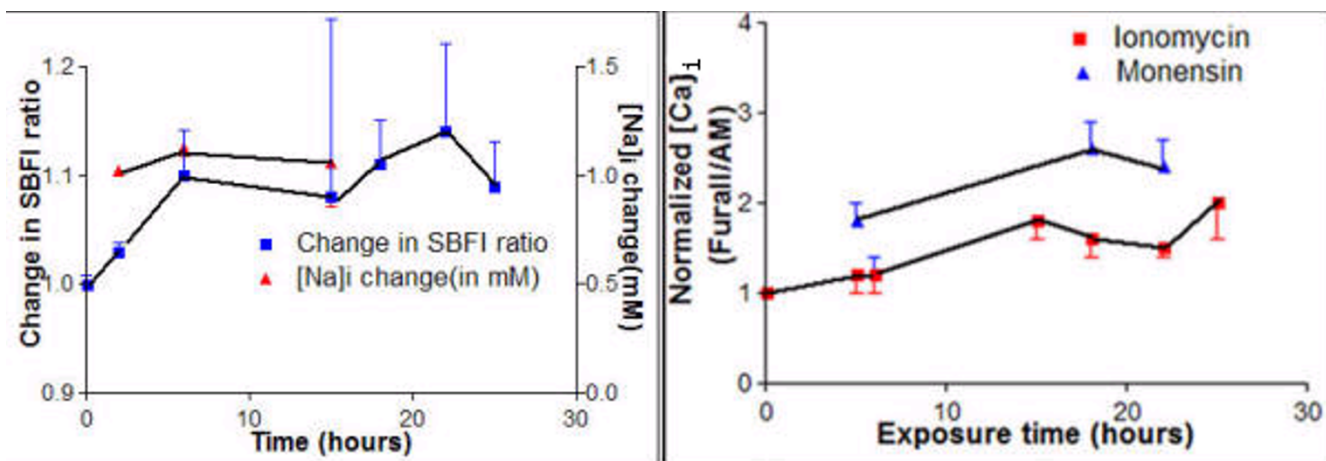 Change in SBFI ratio
1.2
1.1
1.0
0.9
1.5
1.0
0.5
0.0
[Na]i change(mM)
Change in SBFI ratio
[Na]i change(in mM)
0
10
20
30
Time (hours)
Normalized [Ca]i
(FuraII/AM)
4
3
2
1
0
Ionomycin
Monensin
0
10
20
30
Exposure time (hours)